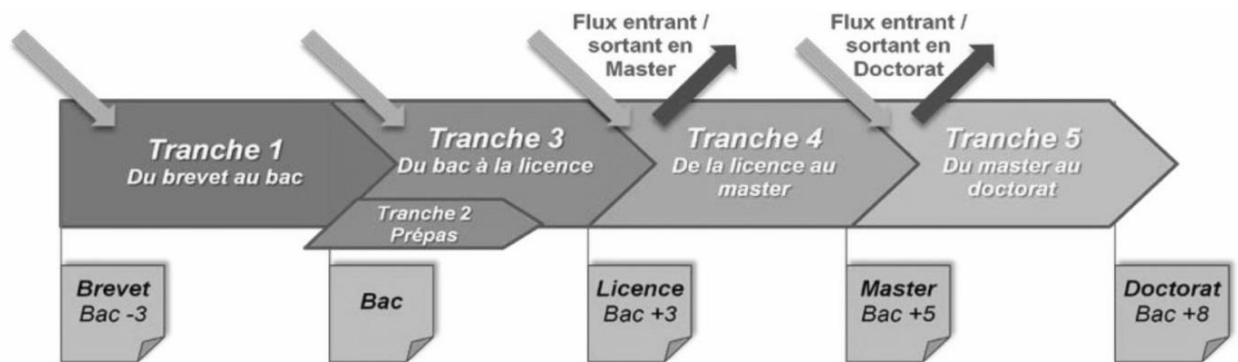 Flux entrant /
sortant en
Master
Flux entrant /
sortant en
Doctorat
Tranche 1
Du brevet au bac
Tranche 3
Du bac à la licence
Tranche 2
Prépas
Tranche 4
De la licence au
master
Tranche 5
Du master au
doctorat
Brevet
Bac -3
Bac
Licence
Bac +3
Master
Bac +5
Doctorat
Bac +8